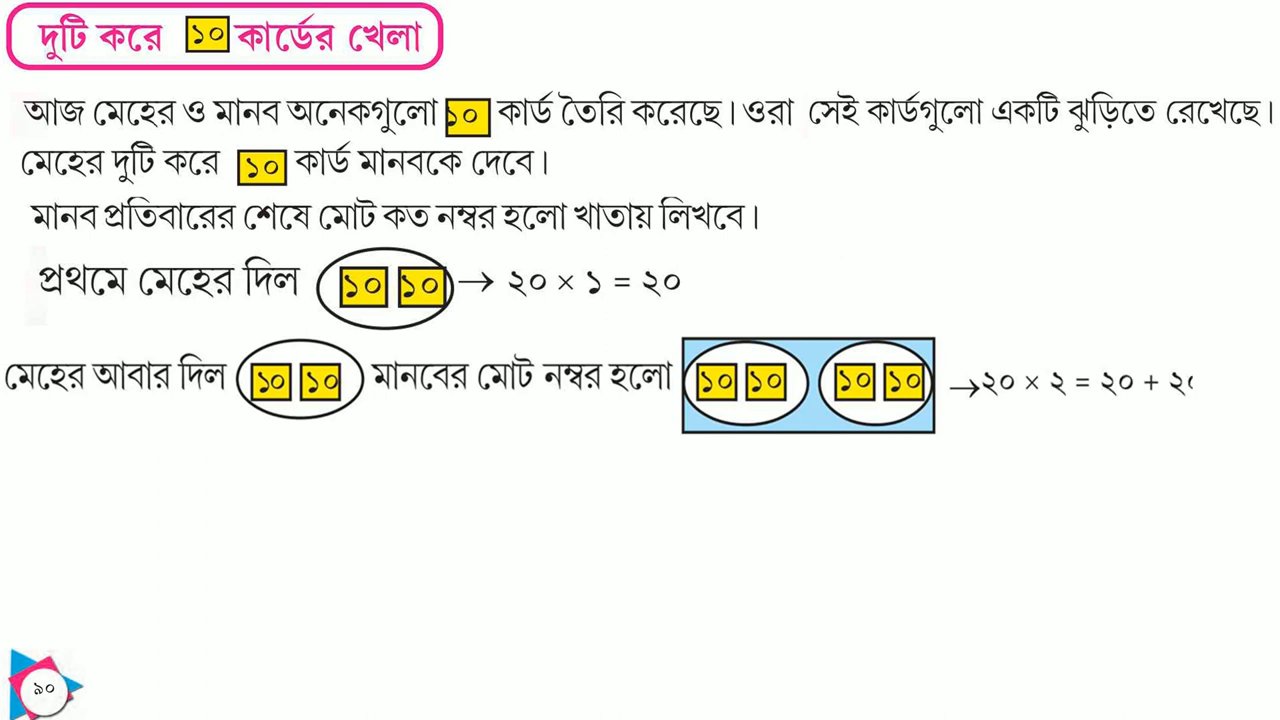 দুটি করে ১০ কার্ডের খেলা
আজ মেহের ও মানব অনেকগুলো ১০ কার্ড তৈরি করেছে। ওরা সেই কার্ডগুলো একটি ঝুড়িতে রেখেছে।
মেহের দুটি করে ১০ কার্ড মানবকে দেবে।
মানব প্রতিবারের শেষে মোট কত নম্বর হলো খাতায় লিখবে।
প্রথমে মেহের দিল ১০ ১০ → ২০ × ১ = ২০
মেহের আবার দিল ১০ ১০ মানবের মোট নম্বর হলো ১০ ১০ ১০ ১০ →২০ × ২ = ২০ + ২
৯০